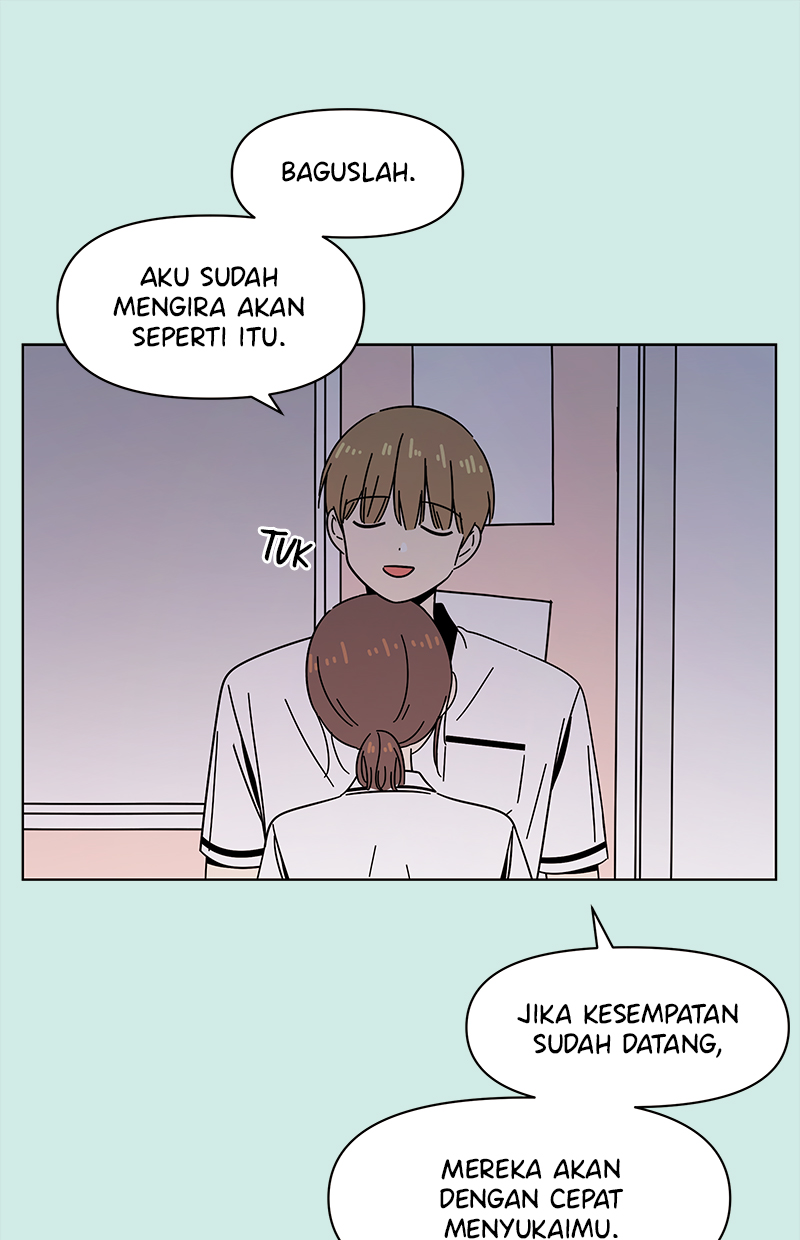 BAGUSLAH.
AKU SUDAH
MENGIRA AKAN
SEPERTI ITU.
TUK
JIKA KESEMPATAN
SUDAH DATANG,
MEREKA AKAN
DENGAN CEPAT
MENYUKAIMU.